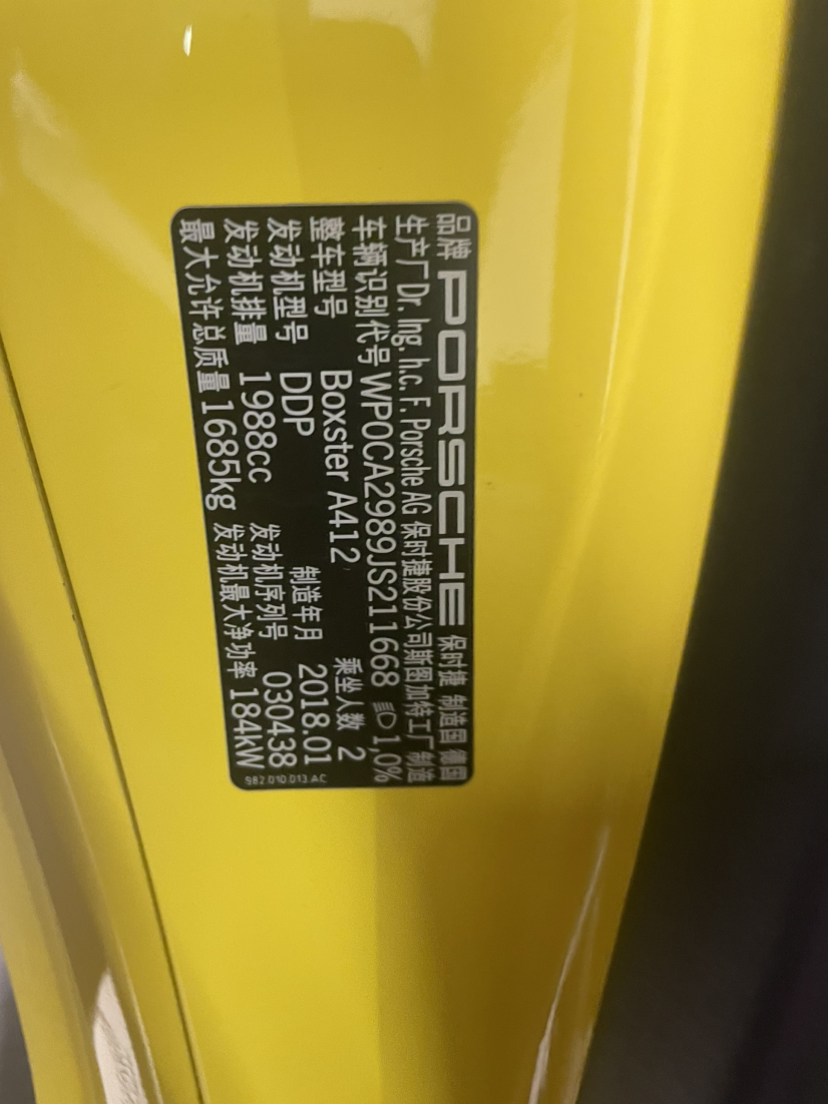 品牌 PORSCHE 保时捷 制造国 德国
生产厂 Dr. Ing. h.c. F. Porsche AG 保时捷股份公司斯图加特工厂 制造
车辆识别代号 WP0CA2989JS211668 1,0%
整车型号 Boxster A412 乘坐人数 2
发动机型号 DDP 制造年月 2018.01
发动机排量 1988cc 发动机序列号 030438
最大允许总质量 1685kg 发动机最大净功率 184kW
982.010.013.AC